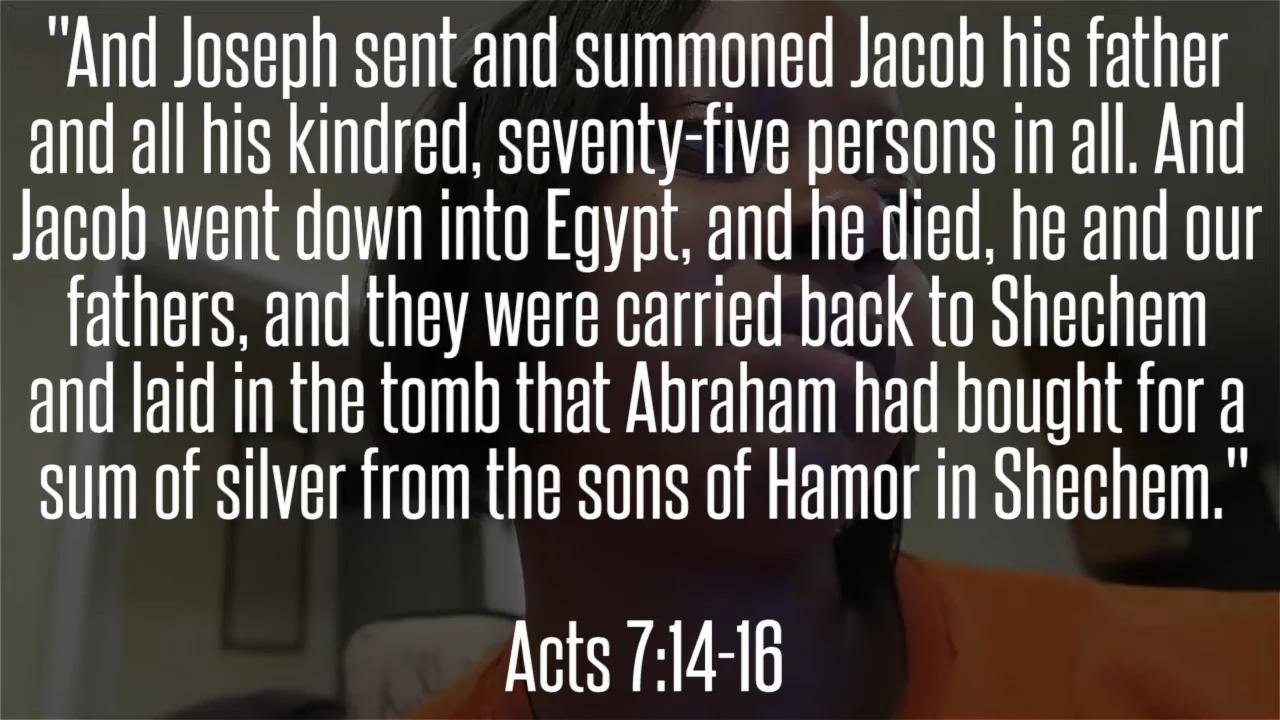 "And Joseph sent and summoned Jacob his father
and all his kindred, seventy-five persons in all. And
Jacob went down into Egypt, and he died, he and our
fathers, and they were carried back to Shechem
and laid in the tomb that Abraham had bought for a
sum of silver from the sons of Hamor in Shechem."
Acts 7:14-16